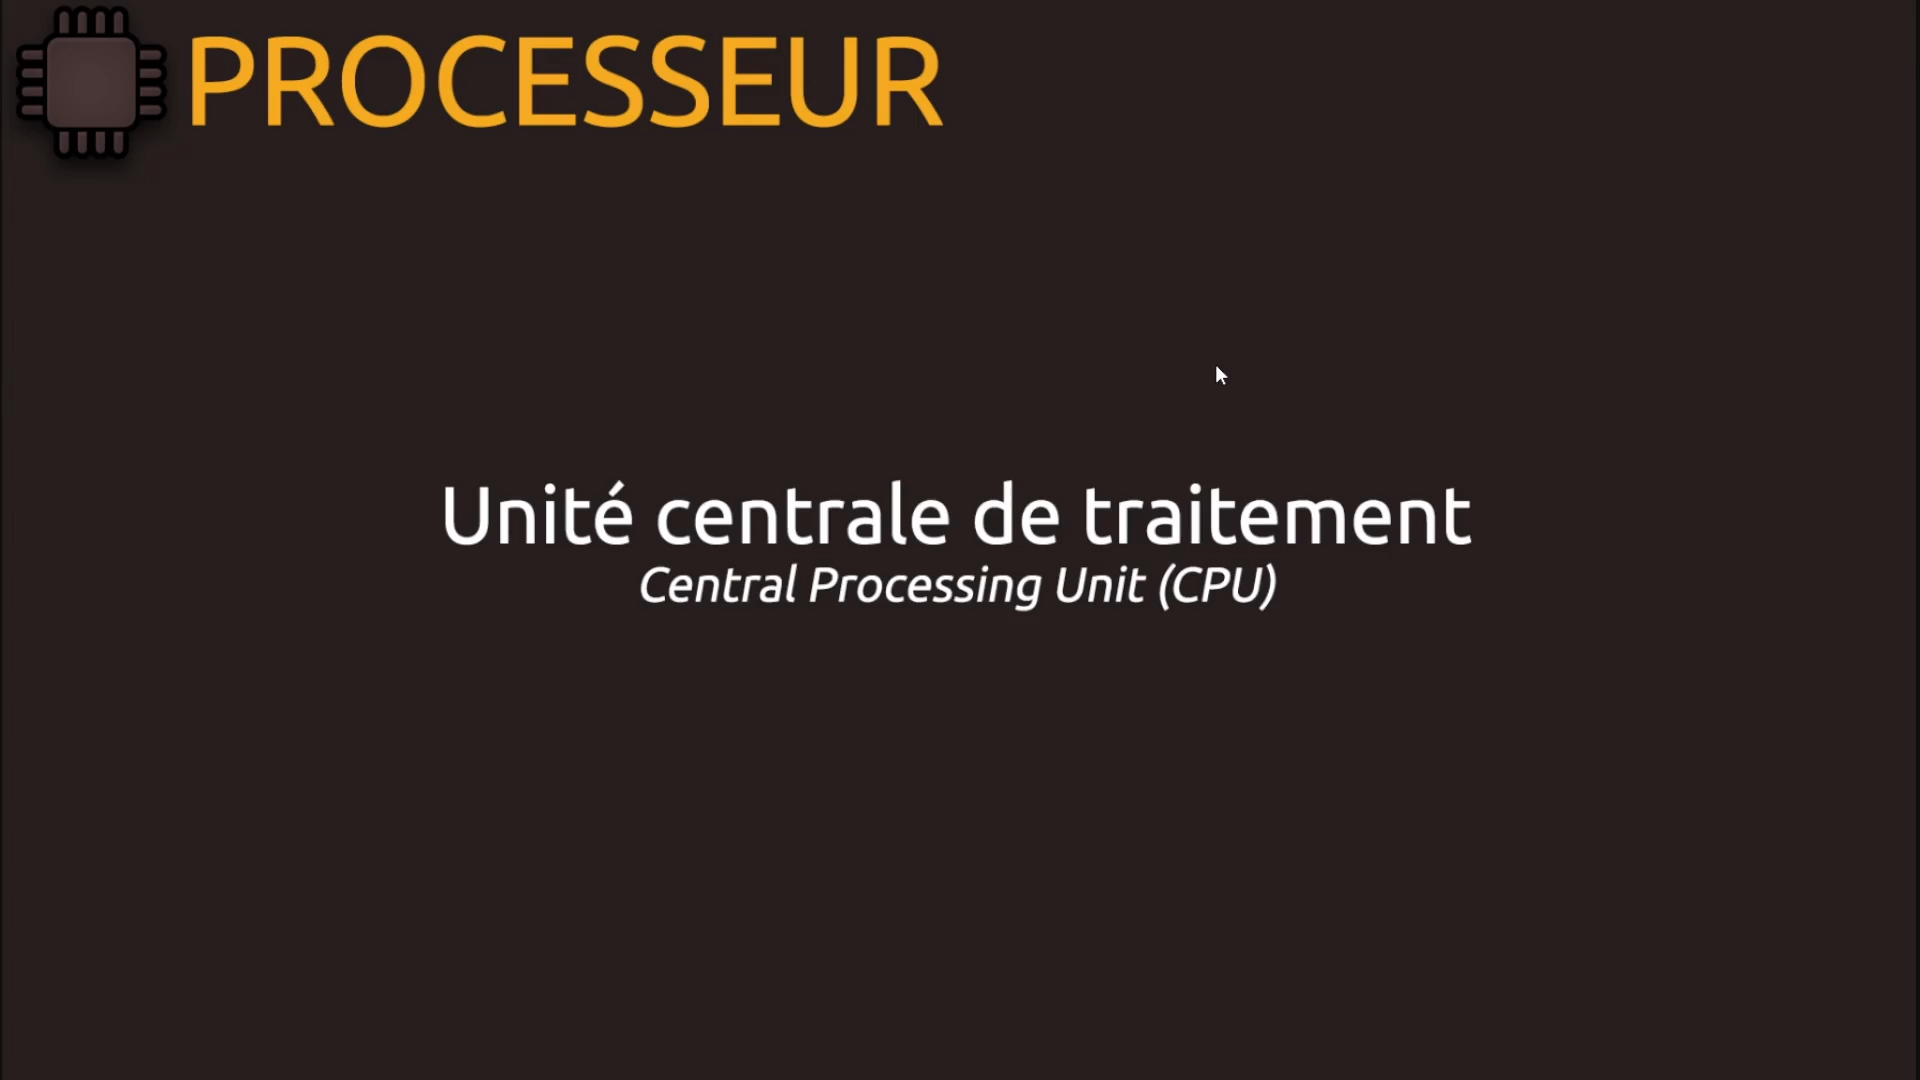 PROCESSEUR
Unité centrale de traitement
Central Processing Unit (CPU)